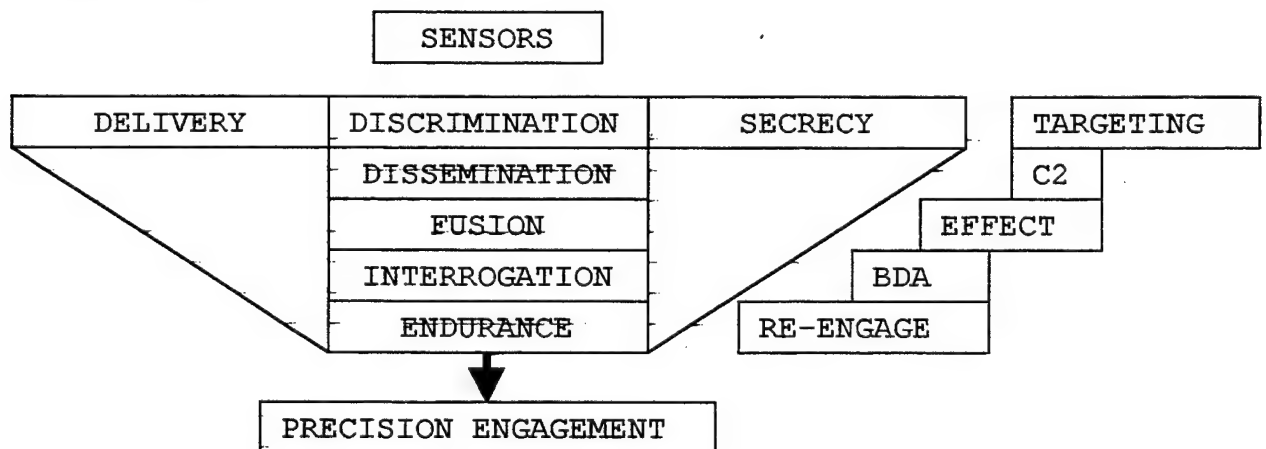 SENSORS
DELIVERY DISCRIMINATION SECRECY TARGETING
DISSEMINATION C2
FUSION EFFECT
INTERROGATION BDA
ENDURANCE RE-ENGAGE
PRECISION ENGAGEMENT